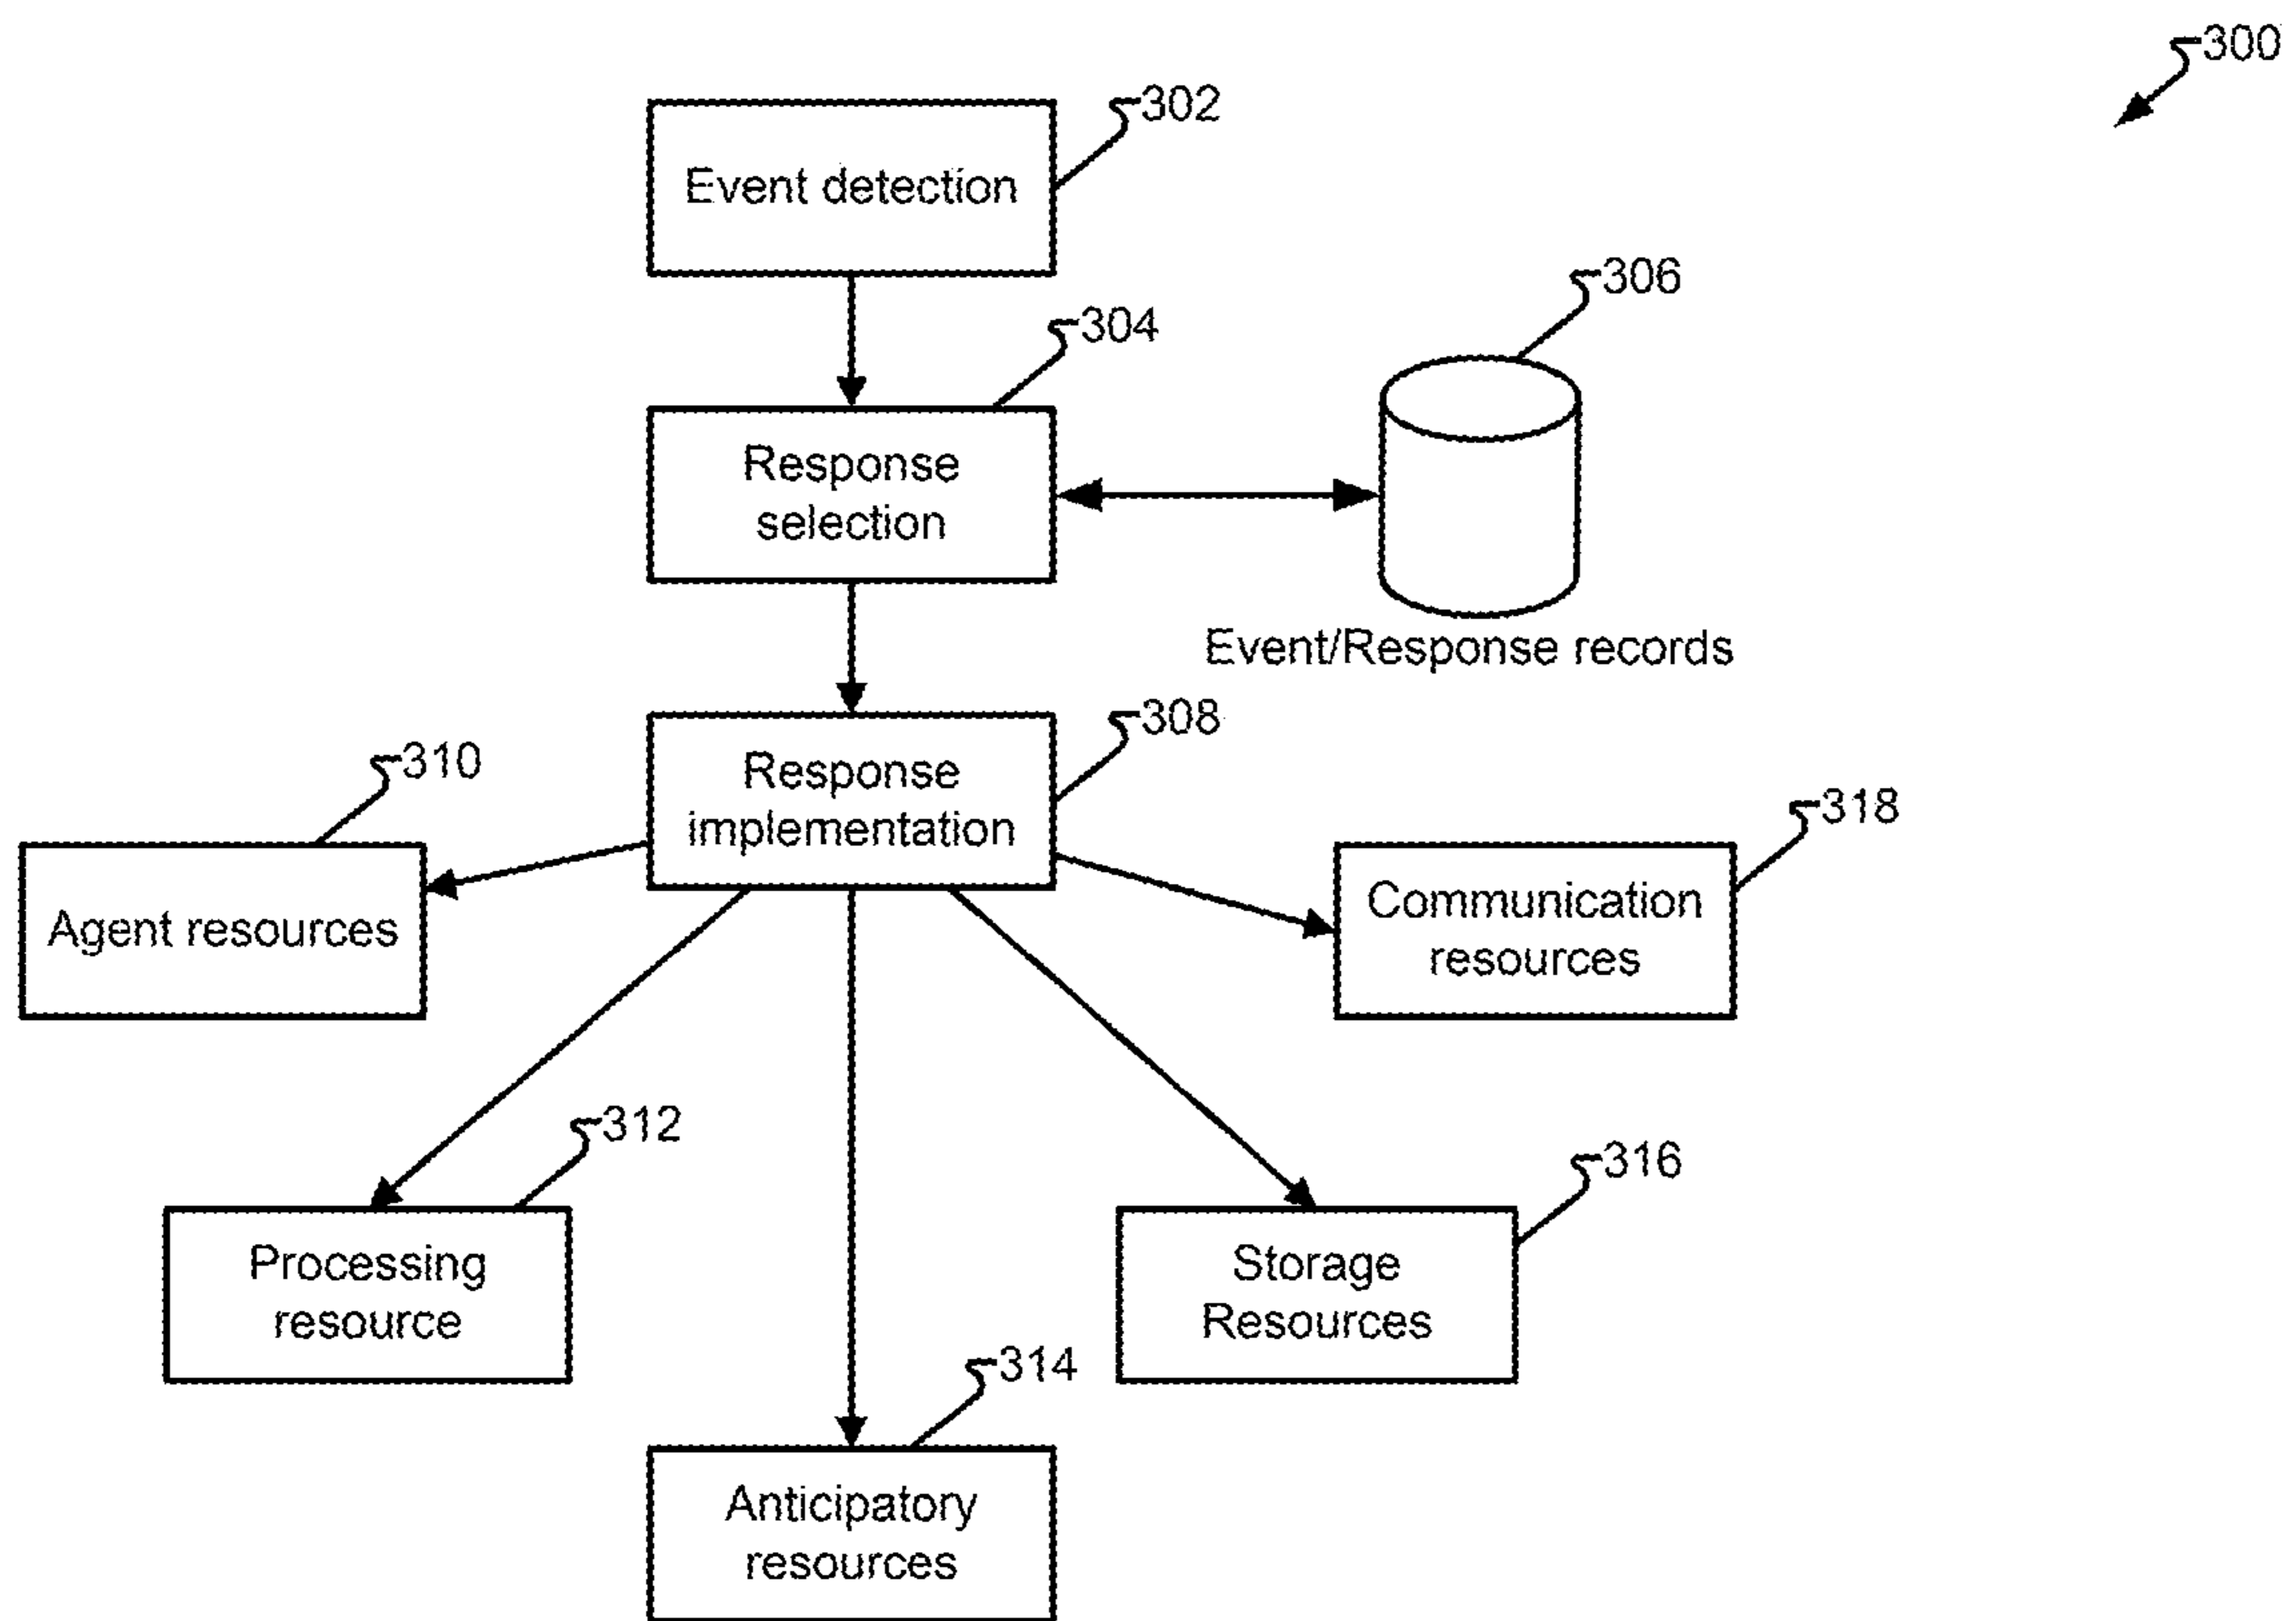 300
302
Event detection
304
306
Response
selection
Event/Response records
308
Response
implementation
310
318
Agent resources
Communication
resources
312
316
Processing
resource
Storage
Resources
314
Anticipatory
resources